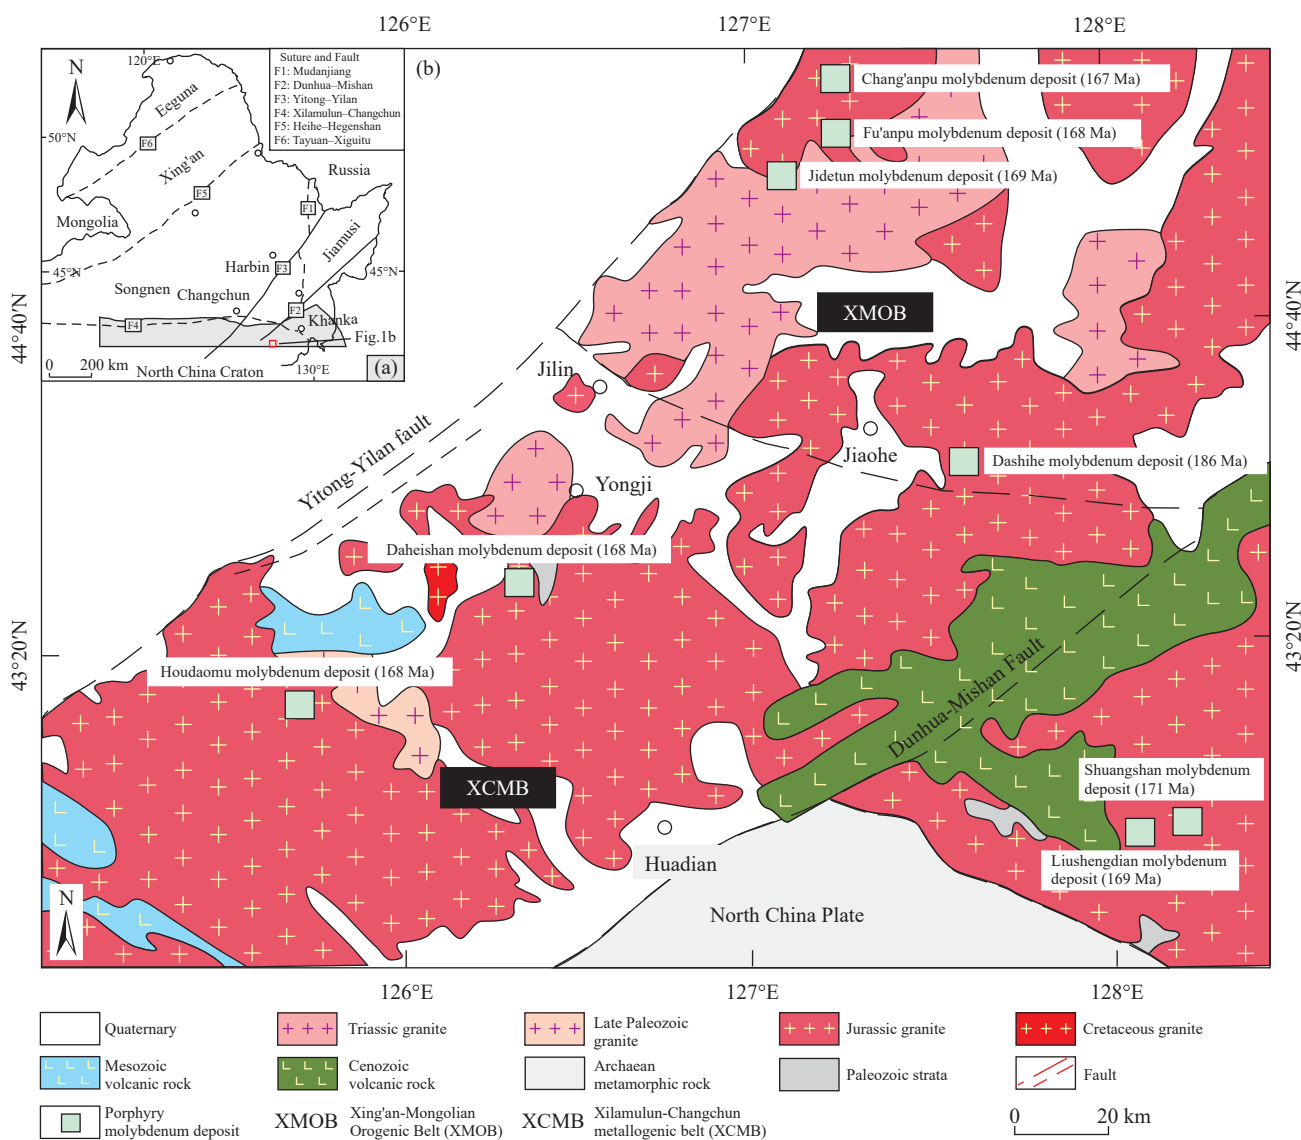 126°E
127°E
128°E
120°E
N
Suture and Fault
F1: Mudanjiang
F2: Dunhua–Mishan
F3: Yitong–Yilan
F4: Xilamulun–Changchun
F5: Heihe–Hegenshan
F6: Tayuan–Xiguitu
(b)
50°N
Eeguna
F6
Xing'an
F5
Russia
F1
Mongolia
Jiamusi
45°N
Harbin
F3
45°N
Songnen
Changchun
F2
F4
Khanka
Fig.1b
0
200 km
North China Craton
130°E
(a)
Chang'anpu molybdenum deposit (167 Ma)
Fu'anpu molybdenum deposit (168 Ma)
Jidetun molybdenum deposit (169 Ma)
44°40'N
44°40'N
XMOB
Jilin
Yitong-Yilan fault
Jiaohe
Dashihe molybdenum deposit (186 Ma)
Yongji
Daheishan molybdenum deposit (168 Ma)
43°20'N
43°20'N
Houdaomu molybdenum deposit (168 Ma)
Dunhua-Mishan Fault
XCMB
Shuangshan molybdenum
deposit (171 Ma)
Huadian
Liushengdian molybdenum
deposit (169 Ma)
N
North China Plate
126°E
127°E
128°E
Quaternary
Triassic granite
Late Paleozoic
granite
Jurassic granite
Cretaceous granite
Mesozoic
volcanic rock
Cenozoic
volcanic rock
Archaean
metamorphic rock
Paleozoic strata
Fault
Porphyry
molybdenum deposit
XMOB
Xing'an-Mongolian
Orogenic Belt (XMOB)
XCMB
Xilamulun-Changchun
metallogenic belt (XCMB)
0
20 km